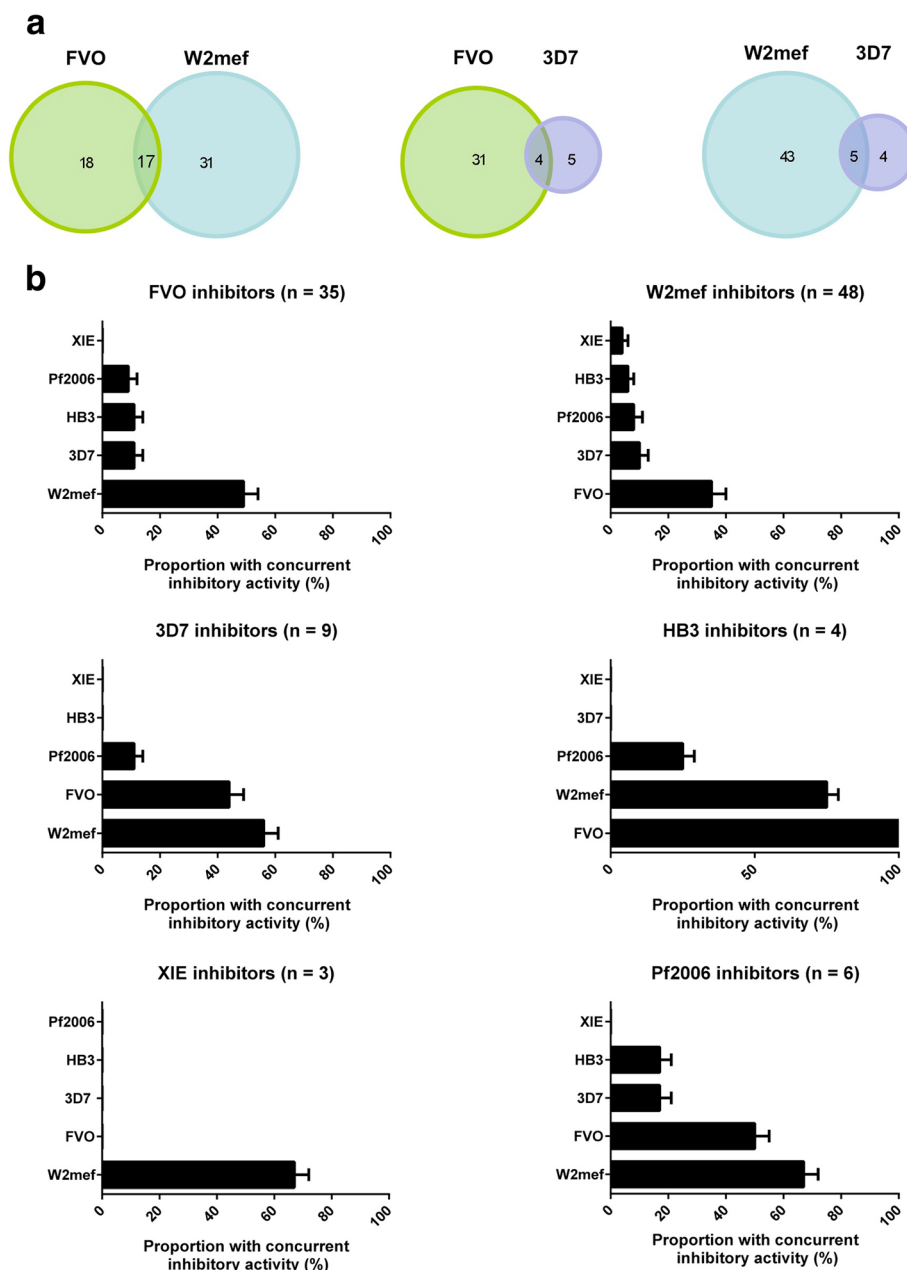 a
FVO
W2mef
18
17
31
FVO
3D7
31
4
5
W2mef
3D7
43
5
4
b
FVO inhibitors (n = 35)
XIE
Pf2006
HB3
3D7
W2mef
0
20
40
60
80
100
Proportion with concurrent
inhibitory activity (%)
W2mef inhibitors (n = 48)
XIE
HB3
Pf2006
3D7
FVO
0
20
40
60
80
100
Proportion with concurrent
inhibitory activity (%)
3D7 inhibitors (n = 9)
XIE
HB3
Pf2006
FVO
W2mef
0
20
40
60
80
100
Proportion with concurrent
inhibitory activity (%)
HB3 inhibitors (n = 4)
XIE
3D7
Pf2006
W2mef
FVO
0
50
100
Proportion with concurrent
inhibitory activity (%)
XIE inhibitors (n = 3)
Pf2006
HB3
3D7
FVO
W2mef
0
20
40
60
80
100
Proportion with concurrent
inhibitory activity (%)
Pf2006 inhibitors (n = 6)
XIE
HB3
3D7
FVO
W2mef
0
20
40
60
80
100
Proportion with concurrent
inhibitory activity (%)